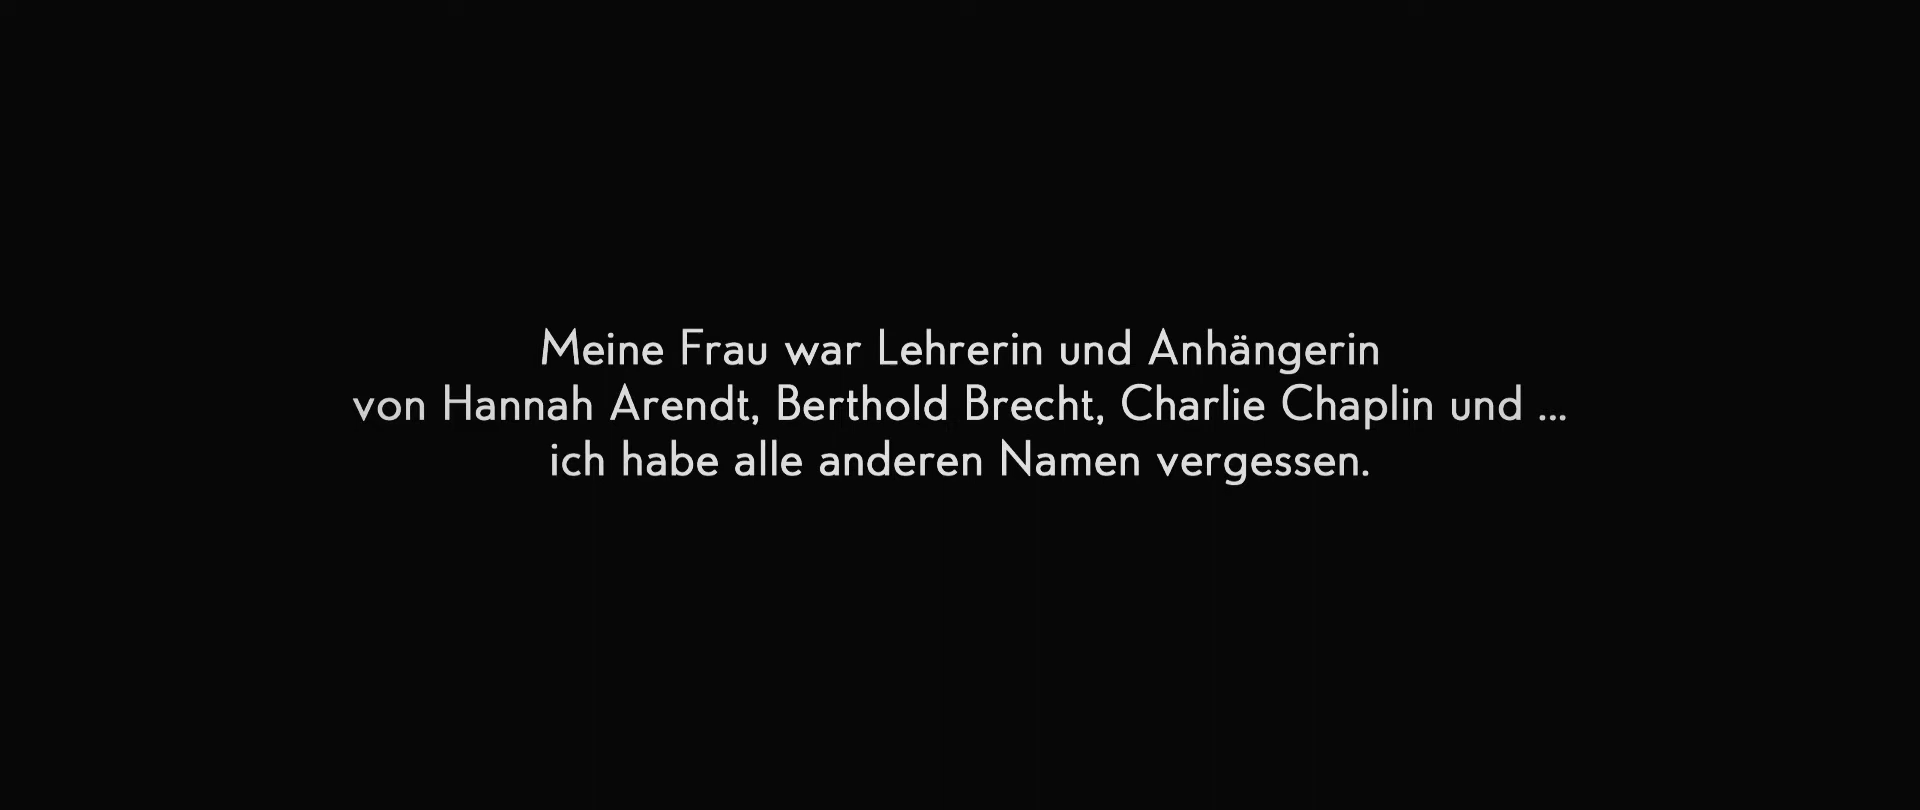 Meine Frau war Lehrerin und Anhängerin
von Hannah Arendt, Berthold Brecht, Charlie Chaplin und ...
ich habe alle anderen Namen vergessen.